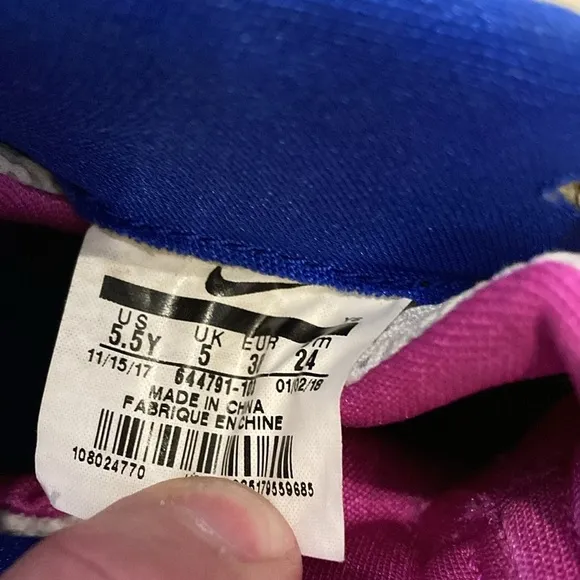 US UK EUR cm
5.5Y 5 24
11/15/17 01/02/18
MADE IN CHINA
FABRIQUE EN CHINE
108024770